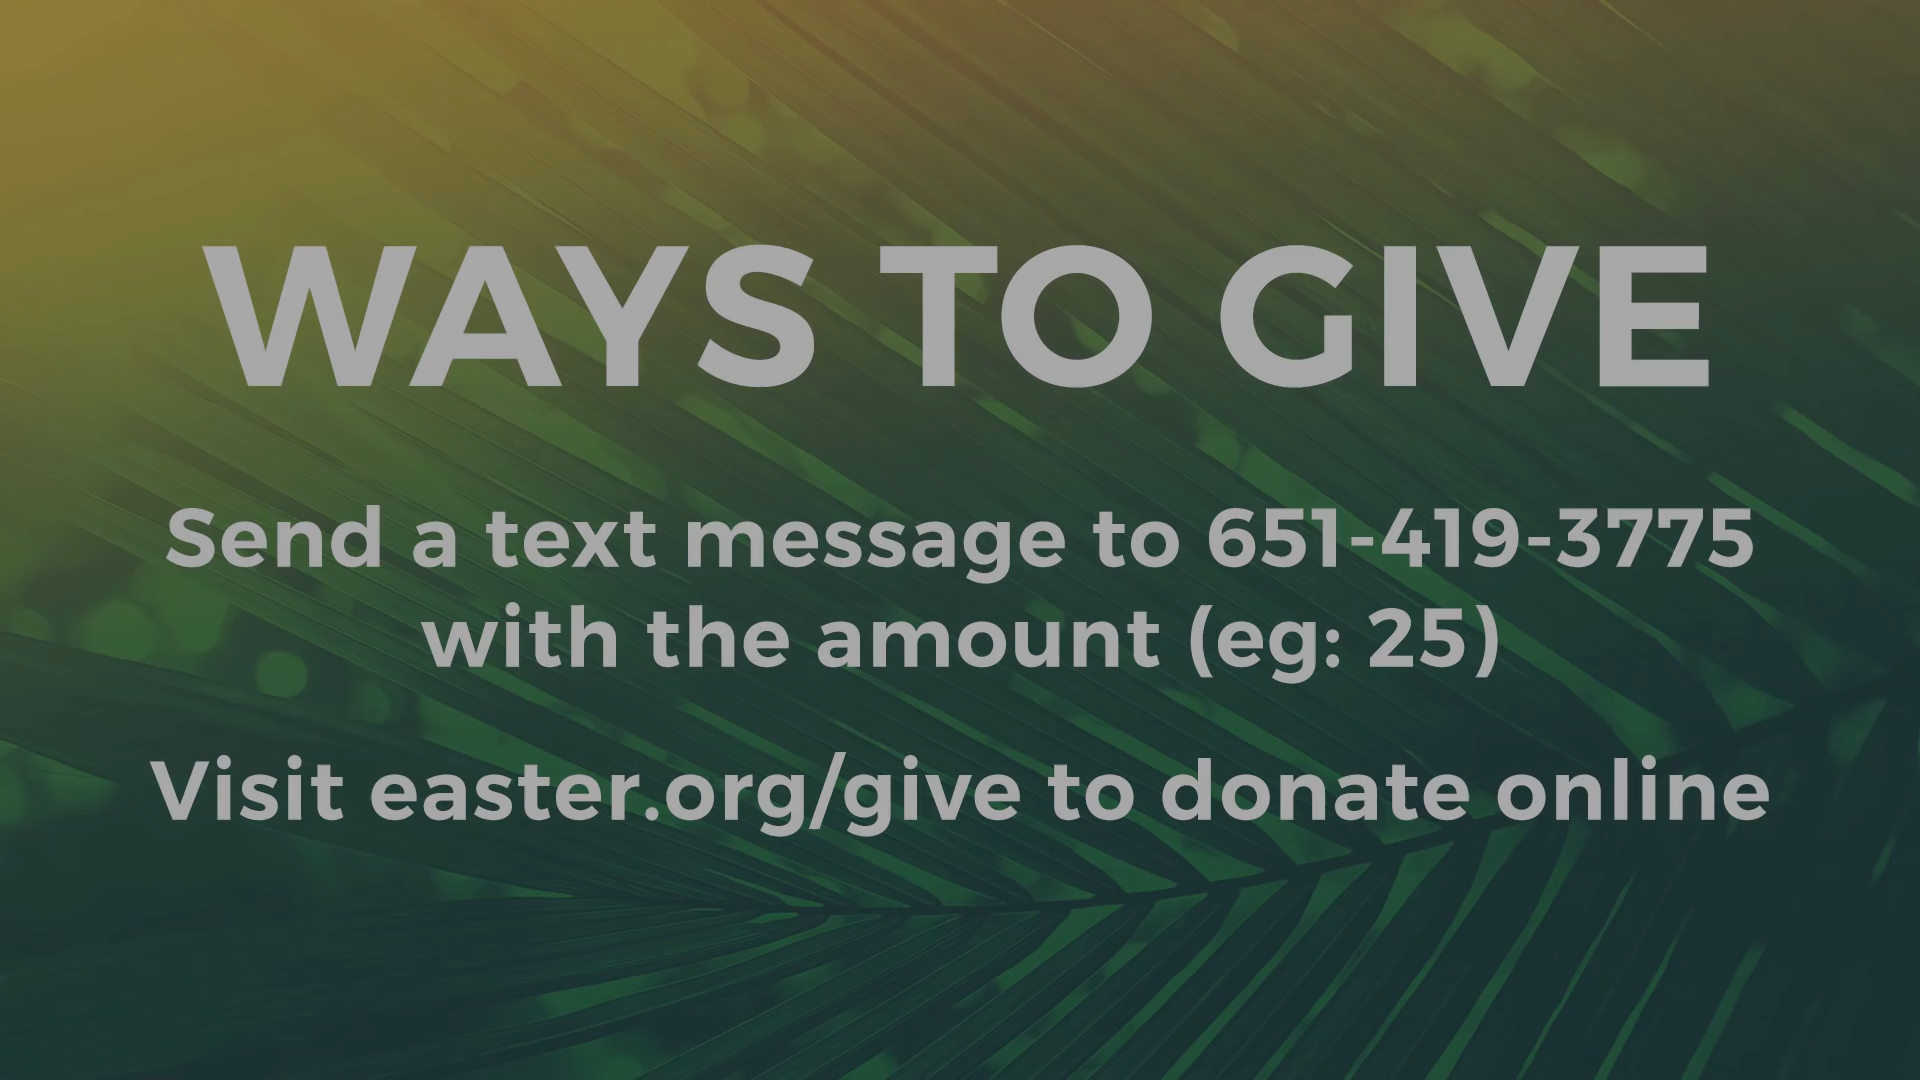 WAYS TO GIVE
Send a text message to 651-419-3775
with the amount (eg: 25)
Visit easter.org/give to donate online